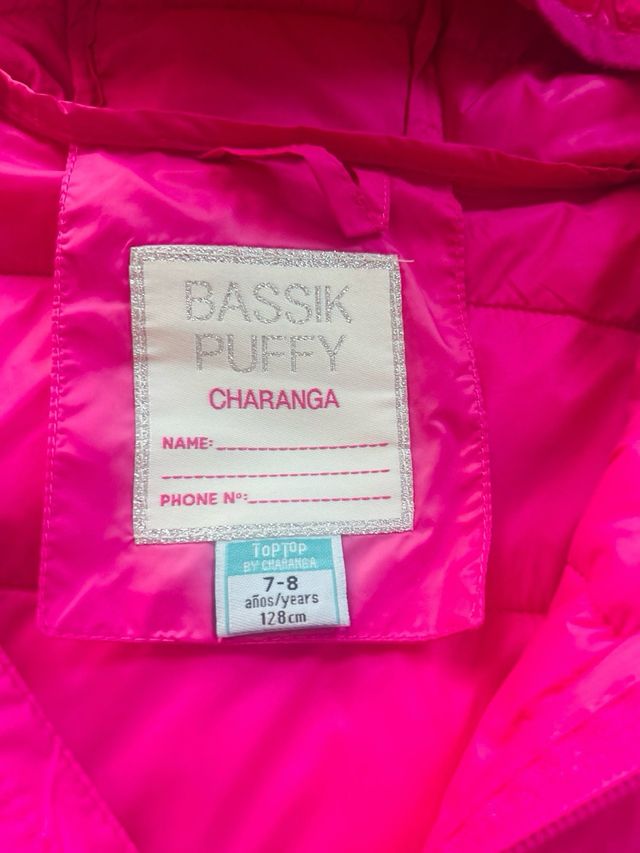 BASSIK
PUFFY
CHARANGA
NAME:
PHONE Nº:
TOPTOP
BY CHARANGA
7-8
años/years
128cm